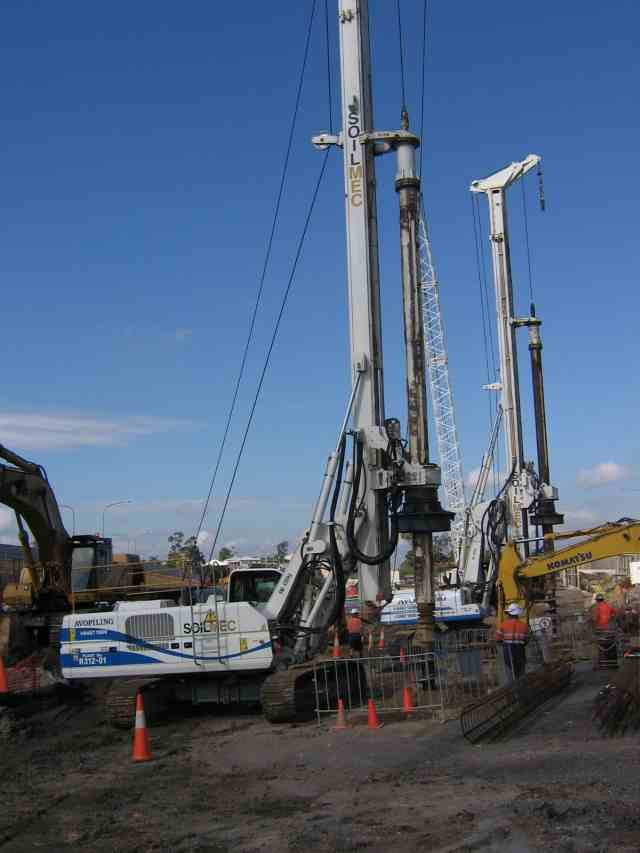 SOILMEC
KOMATSU
AVOPILING
SOILMEC
R312-01